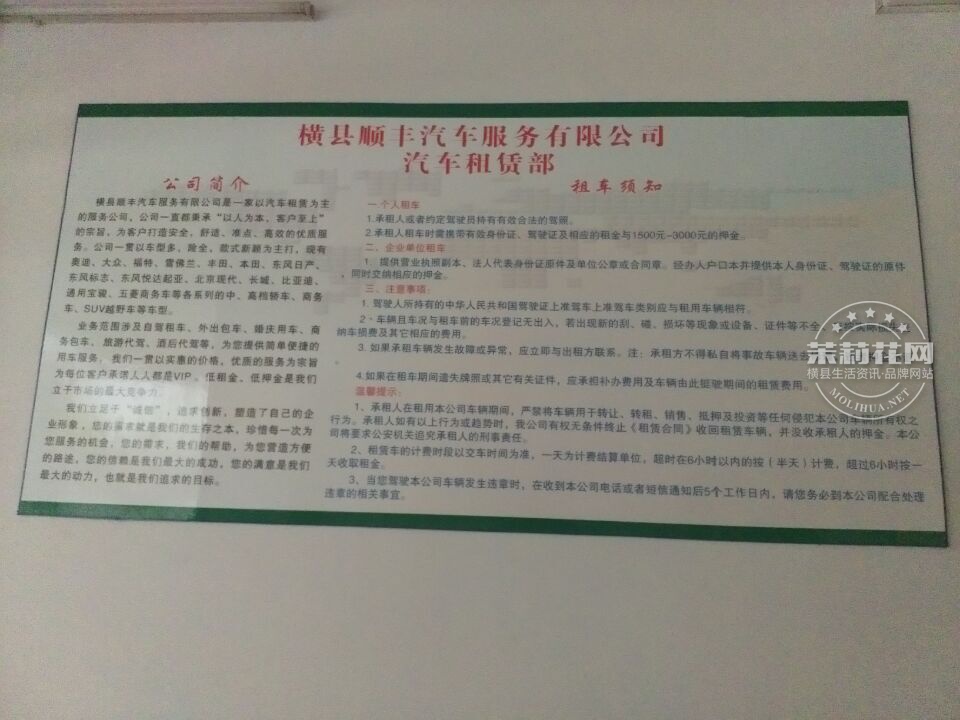 横县顺丰汽车服务有限公司
汽车租赁部
公司简介
横县顺丰汽车服务有限公司是一家以汽车租赁为主
的服务公司，公司一直都秉承“以人为本，客户至上”
的宗旨，为客户打造安全，舒适、准点、高效的优质服
务。公司一贯以车型多，险全，款式新颖为主打，现有
奥迪、大众、福特、雪佛兰、丰田、本田、东风日产、
东风标志、东风悦达起亚、北京现代、长城、比亚迪、
通用宝骏、五菱商务车等各系列的中、高档轿车、商务
车、SUV越野车等车型。
业务范围涉及自驾租车、外出包车、婚庆用车、商
务包车、旅游代驾、酒后代驾等，为您提供简单便捷的
用车服务，我们一贯以实惠的价格，优质的服务为宗旨
为每位客户承诺人人都是VIP，低租金、低押金是我们
立于市场的最大竞争力。
我们立足于“诚信”，追求创新，塑造了自己的企
业形象，您的需求就是我们的生存之本，珍惜每一次为
您服务的机会，您的需求，我们的帮助，为您营造方便
的路途，您的信赖是我们最大的成功，您的满意是我们
最大的动力，也就是我们追求的目标。
租车须知
一个人租车
1.承租人或者约定驾驶员持有有效合法的驾照。
2.承租人租车时需携带有效身份证、驾驶证及相应的租金与1500元-3000元的押金。
二、企业单位租车
1. 提供营业执照副本、法人代表身份证原件及单位公章或合同章。经办人户口本并提供本人身份证、驾驶证的原件
，同时交纳相应的押金。
三、注意事项：
1. 驾驶人所持有的中华人民共和国驾驶证上准驾车上准驾车类别应与租用车辆相符。
2、车辆且车况与租车前的车况登记无出入，若出现新的刮、碰、损坏等现象或设备、证件等不全
纳车损费及其它相应的费用。
3. 如果承租车辆发生故障或异常，应立即与出租方联系。注：承租方不得私自将事故车辆送去
4.如果在租车期间遗失牌照或其它有关证件，应承担补办费用及车辆由此钜驶期间的租赁费用。
温馨提示：
1、承租人在租用本公司车辆期间，严禁将车辆用于转让、转租、销售、抵押及投资等任何侵犯本公司车辆所有权之
行为。承租人如有以上行为或趋势时，我公司有权无条件终止《租赁合同》收回租赁车辆，并没收承租人的押金。本公
司将要求公安机关追究承租人的刑事责任。
2、租赁车的计费时段以交车时间为准，一天为计费结算单位，超时在6小时以内的按（半天）计费，超过6小时按一
天收取租金。
3、当您驾驶本公司车辆发生违章时，在收到本公司电话或者短信通知后5个工作日内，请您务必到本公司配合处理
违章的相关事宜。
茉莉花网
横县生活资讯·品牌网站
MOLIHUA.NET